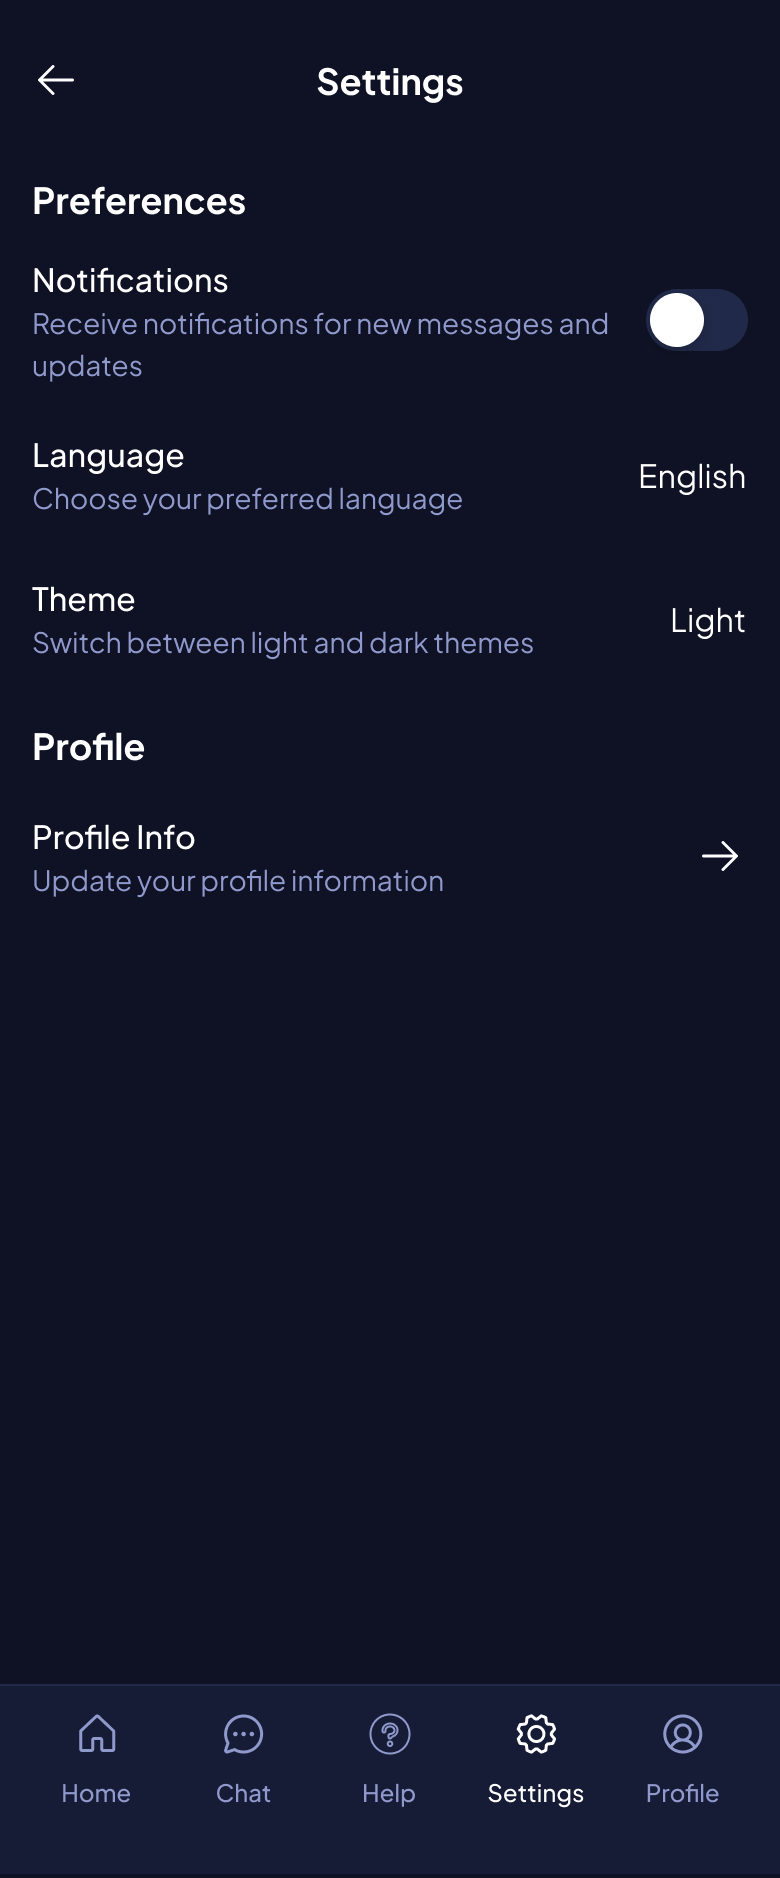 Settings
Preferences
Notifications
Receive notifications for new messages and
updates
Language
Choose your preferred language
English
Theme
Switch between light and dark themes
Light
Profile
Profile Info
Update your profile information
Home
Chat
Help
Settings
Profile